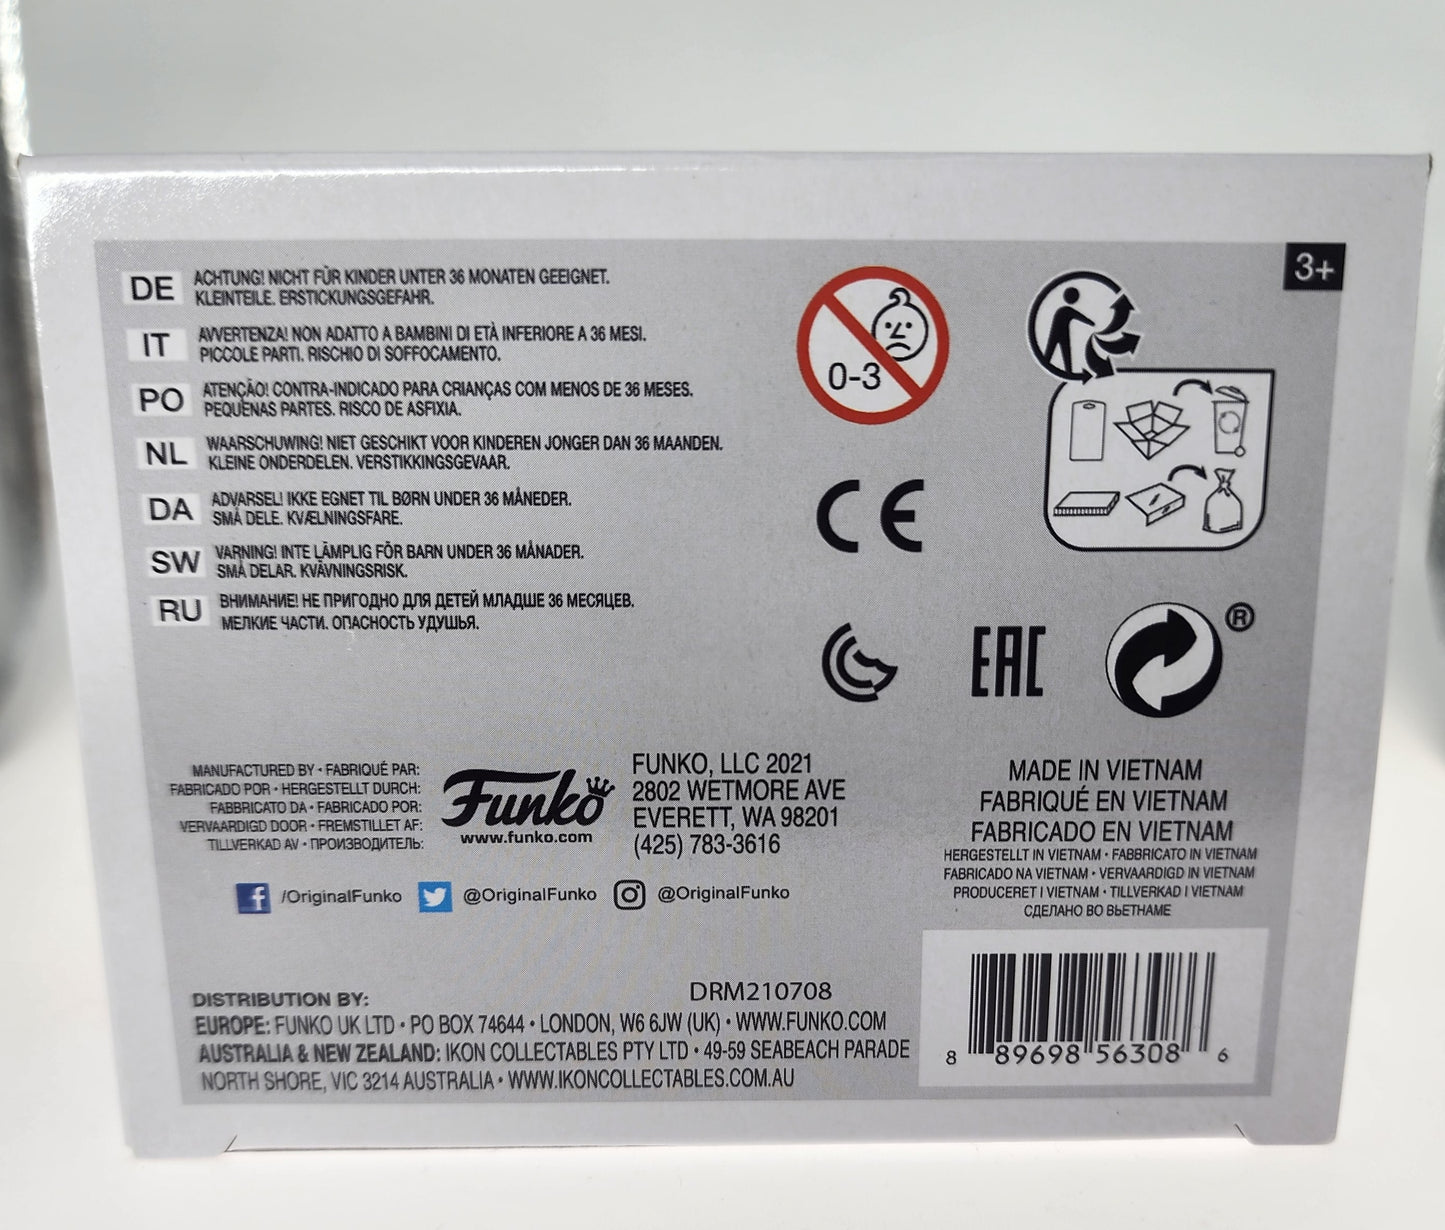 3+
DE
ACHTUNG! NICHT FÜR KINDER UNTER 36 MONATEN GEEIGNET.
KLEINTEILE. ERSTICKUNGSGEFAHR.
IT
AVVERTENZA! NON ADATTO A BAMBINI DI ETÀ INFERIORE A 36 MESI.
PICCOLE PARTI. RISCHIO DI SOFFOCAMENTO.
PO
ATENÇÃO! CONTRA-INDICADO PARA CRIANÇAS COM MENOS DE 36 MESES.
PEQUENAS PARTES. RISCO DE ASFIXIA.
NL
WAARSCHUWING! NIET GESCHIKT VOOR KINDEREN JONGER DAN 36 MAANDEN.
KLEINE ONDERDELEN. VERSTIKKINGSGEVAAR.
DA
ADVARSEL! IKKE EGNET TIL BØRN UNDER 36 MÅNEDER.
SMÅ DELE. KVÆLNINGSFARE.
SW
VARNING! INTE LÄMPLIG FÖR BARN UNDER 36 MÅNADER.
SMÅ DELAR. KVÄVNINGSRISK.
RU
ВНИМАНИЕ! НЕ ПРИГОДНО ДЛЯ ДЕТЕЙ МЛАДШЕ 36 МЕСЯЦЕВ.
МЕЛКИЕ ЧАСТИ. ОПАСНОСТЬ УДУШЬЯ.
0-3
CE
EAC
®
MANUFACTURED BY • FABRIQUÉ PAR:
FABRICADO POR • HERGESTELLT DURCH:
FABBRICATO DA • FABRICADO POR:
VERVAARDIGD DOOR • FREMSTILLET AF:
TILLVERKAD AV • ПРОИЗВОДИТЕЛЬ:
Funko
www.funko.com
FUNKO, LLC 2021
2802 WETMORE AVE
EVERETT, WA 98201
(425) 783-3616
MADE IN VIETNAM
FABRIQUÉ EN VIETNAM
FABRICADO EN VIETNAM
HERGESTELLT IN VIETNAM • FABBRICATO IN VIETNAM
FABRICADO NA VIETNAM • VERVAARDIGD IN VIETNAM
PRODUCERET I VIETNAM • TILLVERKAD I VIETNAM
СДЕЛАНО ВО ВЬЕТНАМЕ
/OriginalFunko @OriginalFunko @OriginalFunko
DRM210708
DISTRIBUTION BY:
EUROPE: FUNKO UK LTD • PO BOX 74644 • LONDON, W6 6JW (UK) • WWW.FUNKO.COM
AUSTRALIA & NEW ZEALAND: IKON COLLECTABLES PTY LTD • 49-59 SEABEACH PARADE
NORTH SHORE, VIC 3214 AUSTRALIA • WWW.IKONCOLLECTABLES.COM.AU
8 89698 56308 6